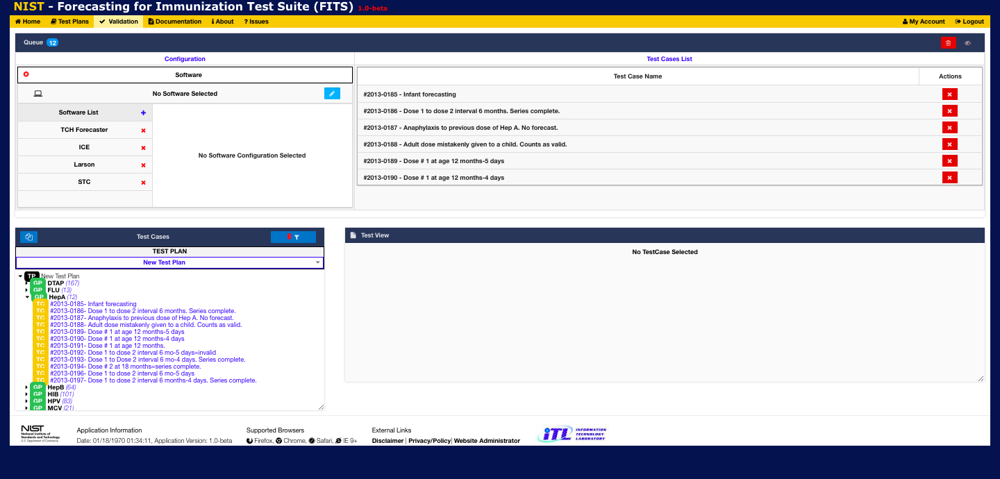 NIST - Forecasting for Immunization Test Suite (FITS) 1.0-beta
Home Test Plans Validation Documentation About Issues My Account Logout
Queue 12
Configuration
Test Cases List
Software
Test Case Name Actions
No Software Selected
#2013-0185 - Infant forecasting
#2013-0186 - Dose 1 to dose 2 interval 6 months. Series complete.
#2013-0187 - Anaphylaxis to previous dose of Hep A. No forecast.
#2013-0188 - Adult dose mistakenly given to a child. Counts as valid.
#2013-0189 - Dose # 1 at age 12 months-5 days
#2013-0190 - Dose # 1 at age 12 months-4 days
Software List
TCH Forecaster
ICE
Larson
STC
No Software Configuration Selected
Test Cases
TEST PLAN
New Test Plan
TP New Test Plan
GP DTAP (167)
GP FLU (13)
GP HepA (12)
TC #2013-0185- Infant forecasting
TC #2013-0186- Dose 1 to dose 2 interval 6 months. Series complete.
TC #2013-0187- Anaphylaxis to previous dose of Hep A. No forecast.
TC #2013-0188- Adult dose mistakenly given to a child. Counts as valid.
TC #2013-0189- Dose # 1 at age 12 months-5 days
TC #2013-0190- Dose # 1 at age 12 months-4 days
TC #2013-0191- Dose # 1 at age 12 months.
TC #2013-0192- Dose 1 to dose 2 interval 6 mo-5 days=invalid
TC #2013-0193- Dose 1 to Dose 2 interval 6 mo-4 days. Series complete.
TC #2013-0194- Dose # 2 at 18 months=series complete.
TC #2013-0196- Dose 1 to dose 2 interval 6 mo-5 days
TC #2013-0197- Dose 1 to dose 2 interval 6 months-4 days. Series complete.
GP HepB (64)
GP HIB (101)
GP HPV (83)
GP MCV (21)
Test View
No TestCase Selected
NIST
National Institute of
Standards and Technology
U.S. Department of Commerce
Application Information
Date: 01/18/1970 01:34:11, Application Version: 1.0-beta
Supported Browsers
Firefox, Chrome, Safari, IE 9+
External Links
Disclaimer | Privacy/Policy | Website Administrator
iTL INFORMATION
TECHNOLOGY
LABORATORY